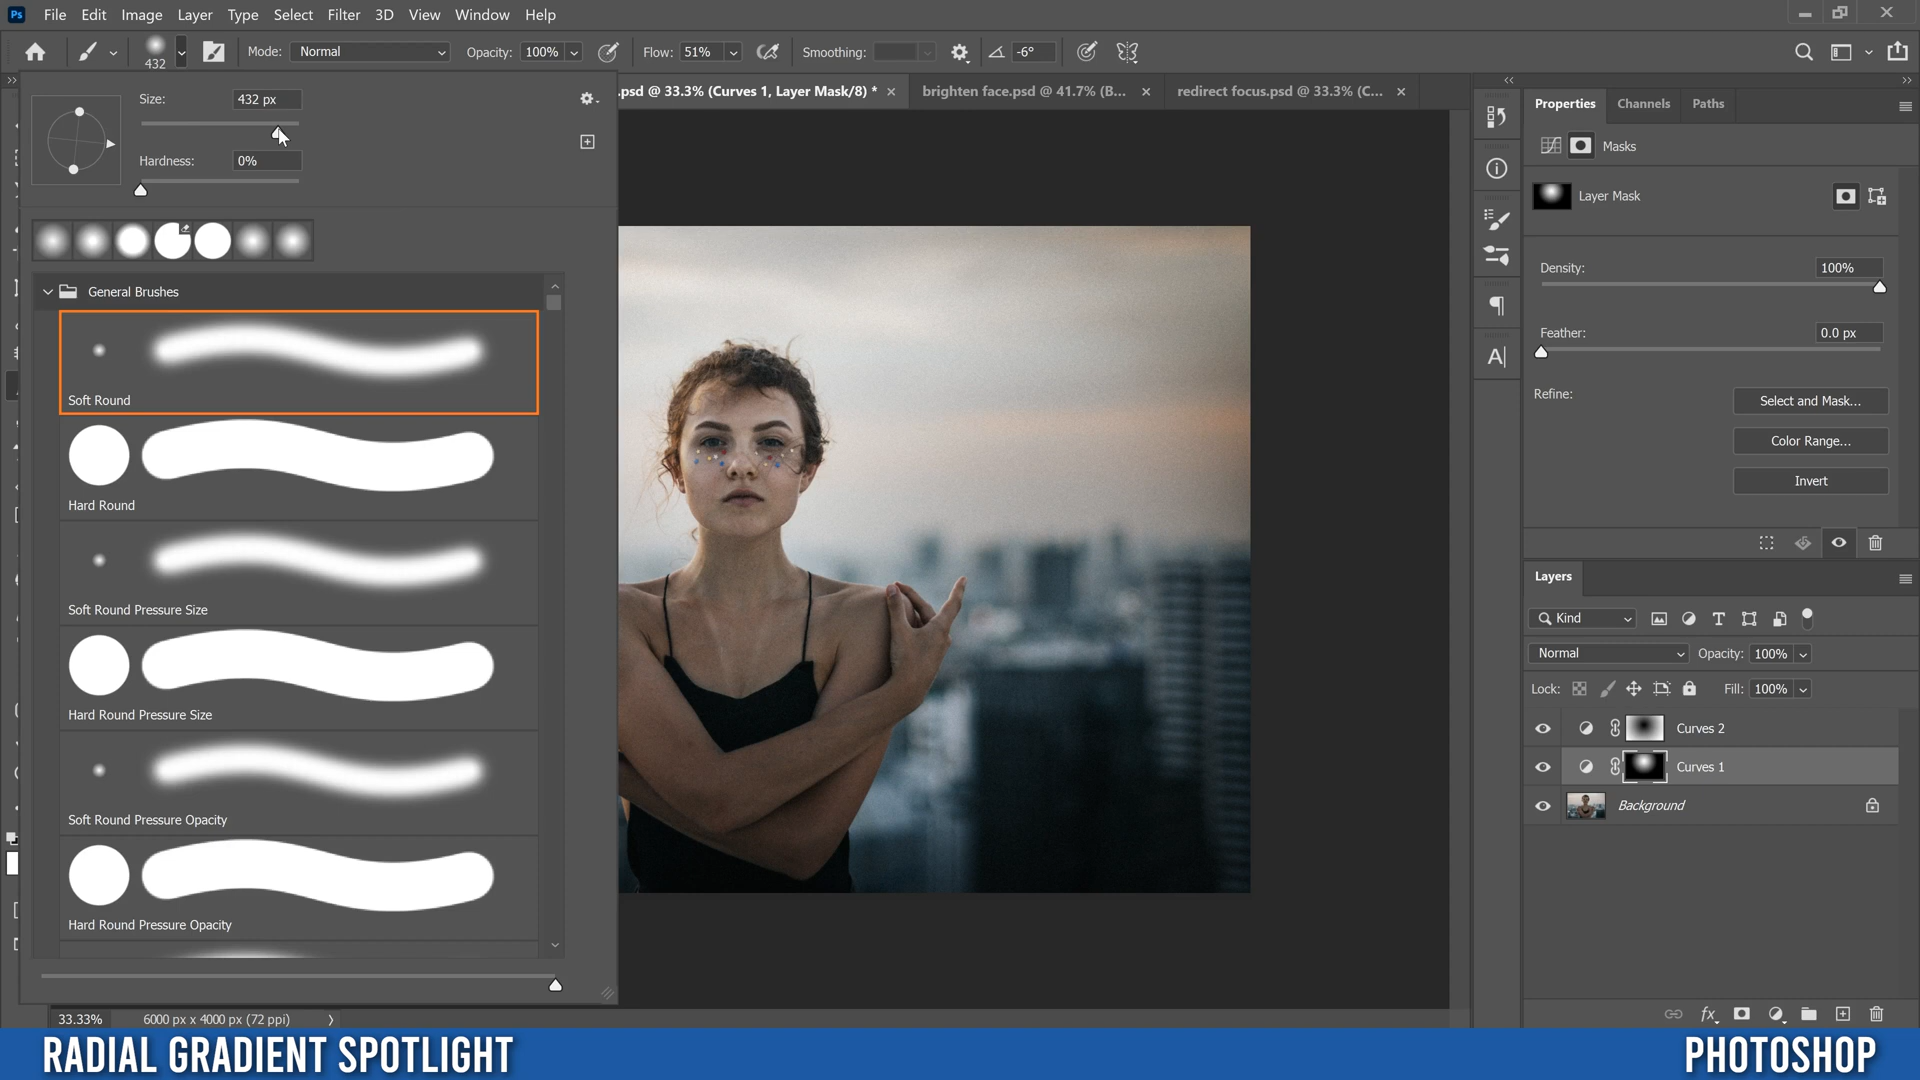 Ps File Edit Image Layer Type Select Filter 3D View Window Help
432 Mode: Normal Opacity: 100% Flow: 51% Smoothing: -6°
.psd @ 33.3% (Curves 1, Layer Mask/8) * brighten face.psd @ 41.7% (B... redirect focus.psd @ 33.3% (C...
Size: 432 px
Hardness: 0%
General Brushes
Soft Round
Hard Round
Soft Round Pressure Size
Hard Round Pressure Size
Soft Round Pressure Opacity
Hard Round Pressure Opacity
33.33% 6000 px x 4000 px (72 ppi)
Properties Channels Paths
Masks
Layer Mask
Density: 100%
Feather: 0.0 px
Refine: Select and Mask...
Color Range...
Invert
Layers
Kind
Normal Opacity: 100%
Lock: Fill: 100%
Curves 2
Curves 1
Background
fx
RADIAL GRADIENT SPOTLIGHT
PHOTOSHOP